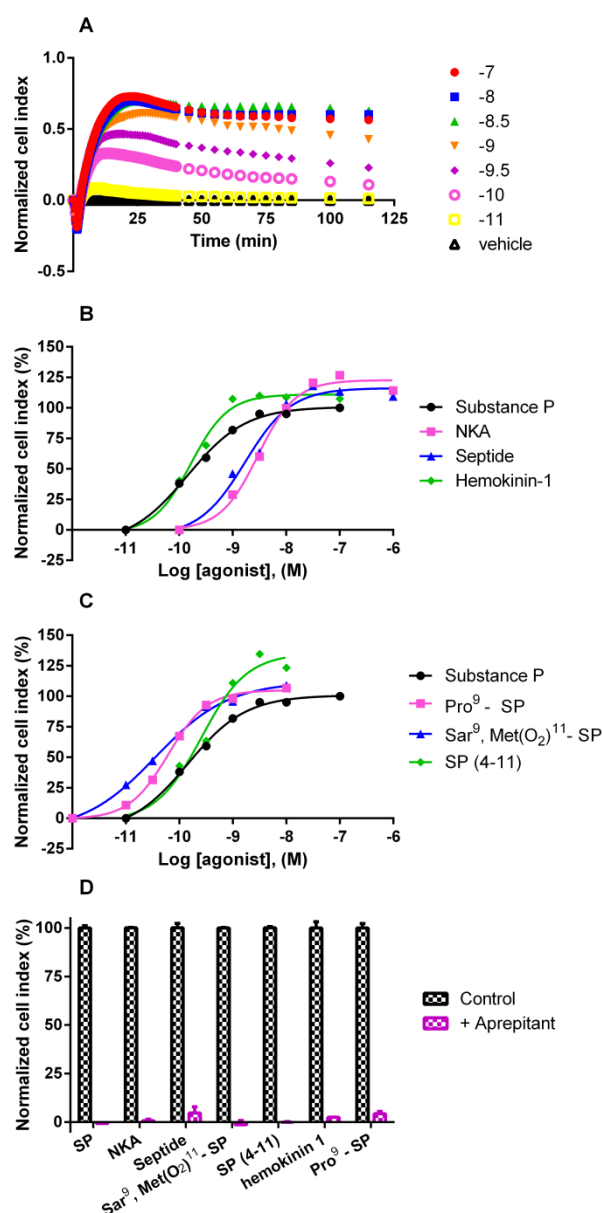 A
Normalized cell index
1.0
0.5
0.0
-0.5
25
50
75
100
125
Time (min)
-7
-8
-8.5
-9
-9.5
-10
-11
vehicle
B
Normalized cell index (%)
150
125
100
75
50
25
0
-25
-11
-10
-9
-8
-7
-6
Log [agonist], (M)
Substance P
NKA
Septide
Hemokinin-1
C
Normalized cell index (%)
150
125
100
75
50
25
0
-25
-11
-10
-9
-8
-7
-6
Log [agonist], (M)
Substance P
Pro⁹ - SP
Sar⁹, Met(O₂)¹¹- SP
SP (4-11)
D
Normalized cell index (%)
100
75
50
25
0
SP
NKA
Septide
Sar⁹, Met(O₂)¹¹- SP
SP (4-11)
hemokinin 1
Pro⁹ - SP
Control
+ Aprepitant